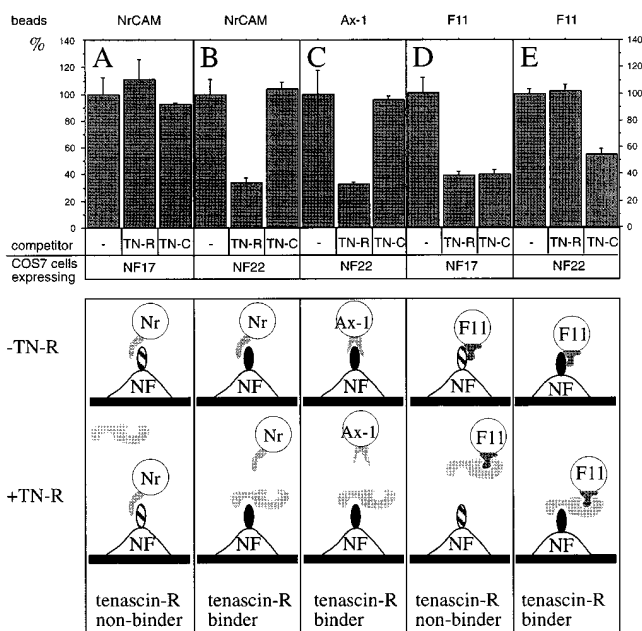 beads NrCAM NrCAM Ax-1 F11 F11
%
A B C D E
140 140
120 120
100 100
80 80
60 60
40 40
20 20
0 0
competitor - TN-R TN-C - TN-R TN-C - TN-R TN-C - TN-R TN-C - TN-R TN-C
COS7 cells
expressing NF17 NF22 NF22 NF17 NF22
-TN-R
Nr Nr Ax-1 F11 F11
NF NF NF NF NF
+TN-R
Nr Nr Ax-1 F11 F11
NF NF NF NF NF
tenascin-R tenascin-R tenascin-R tenascin-R tenascin-R
non-binder binder binder non-binder binder